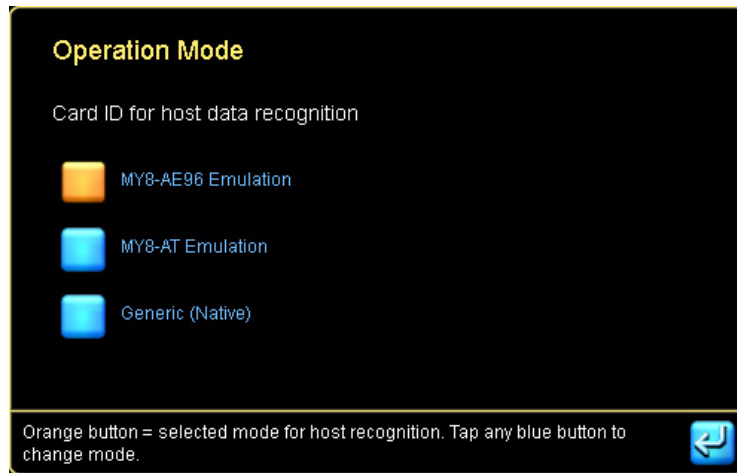 Operation Mode
Card ID for host data recognition
MY8-AE96 Emulation
MY8-AT Emulation
Generic (Native)
Orange button = selected mode for host recognition. Tap any blue button to
change mode.